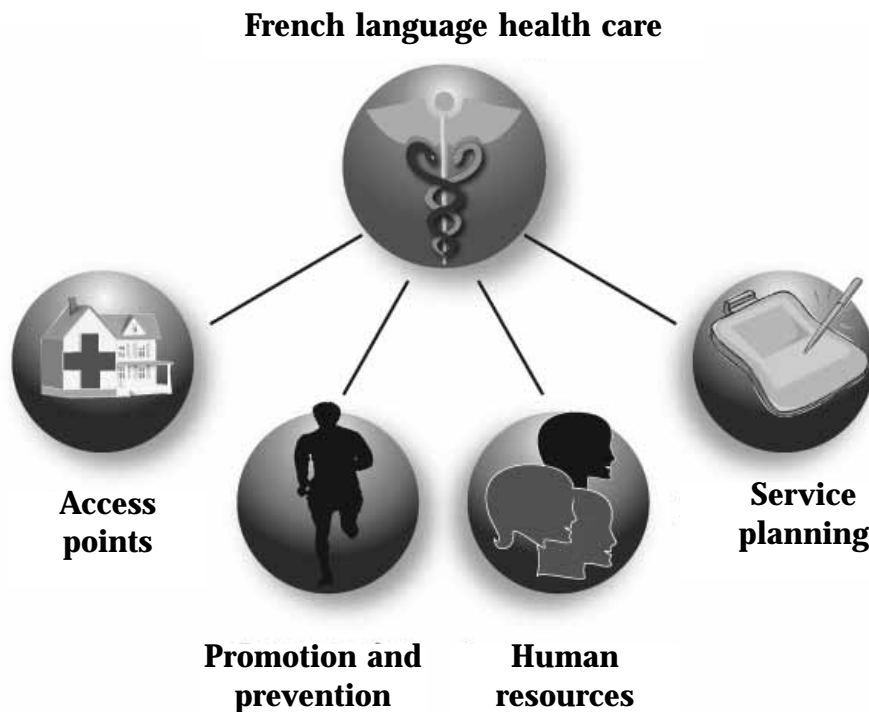 French language health care
Access
points
Promotion and
prevention
Human
resources
Service
planning